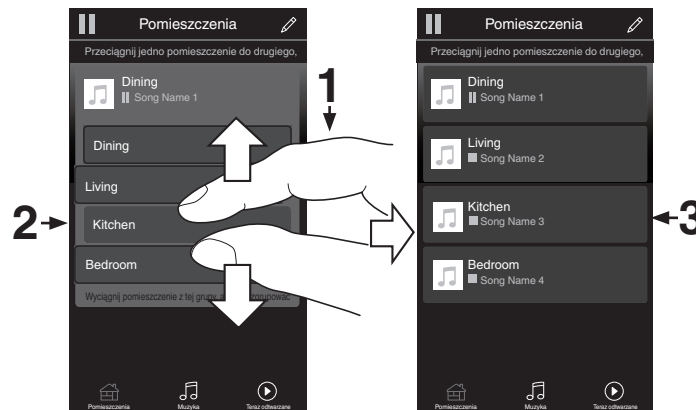 Pomieszczenia
Przeciągnij jedno pomieszczenie do drugiego,
Dining
Song Name 1
Dining
Living
Kitchen
Bedroom
Wyciągnij pomieszczenie z tej grupy,
Pomieszczenia
Muzyka
Teraz odtwarzane
1
2
Pomieszczenia
Przeciągnij jedno pomieszczenie do drugiego,
Dining
Song Name 1
Living
Song Name 2
Kitchen
Song Name 3
Bedroom
Song Name 4
Pomieszczenia
Muzyka
Teraz odtwarzane
3